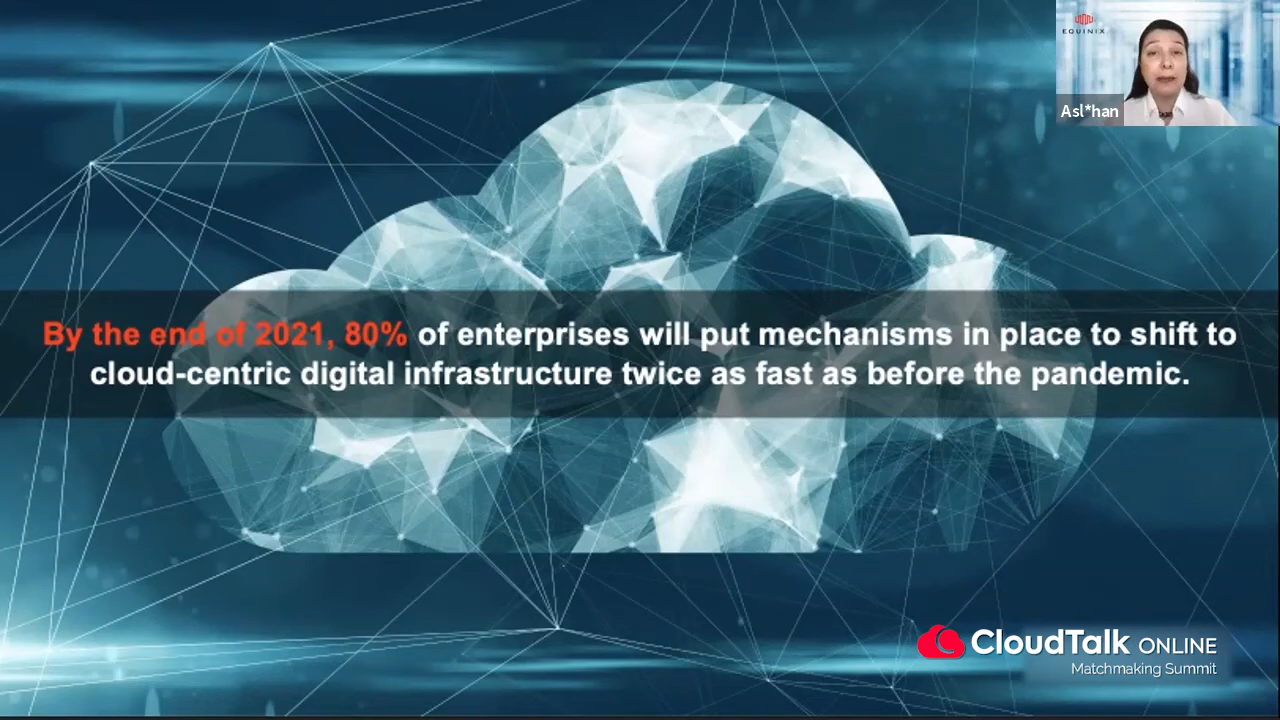 EQUINIX
Asl*han
By the end of 2021, 80% of enterprises will put mechanisms in place to shift to
cloud-centric digital infrastructure twice as fast as before the pandemic.
CloudTalk ONLINE
Matchmaking Summit